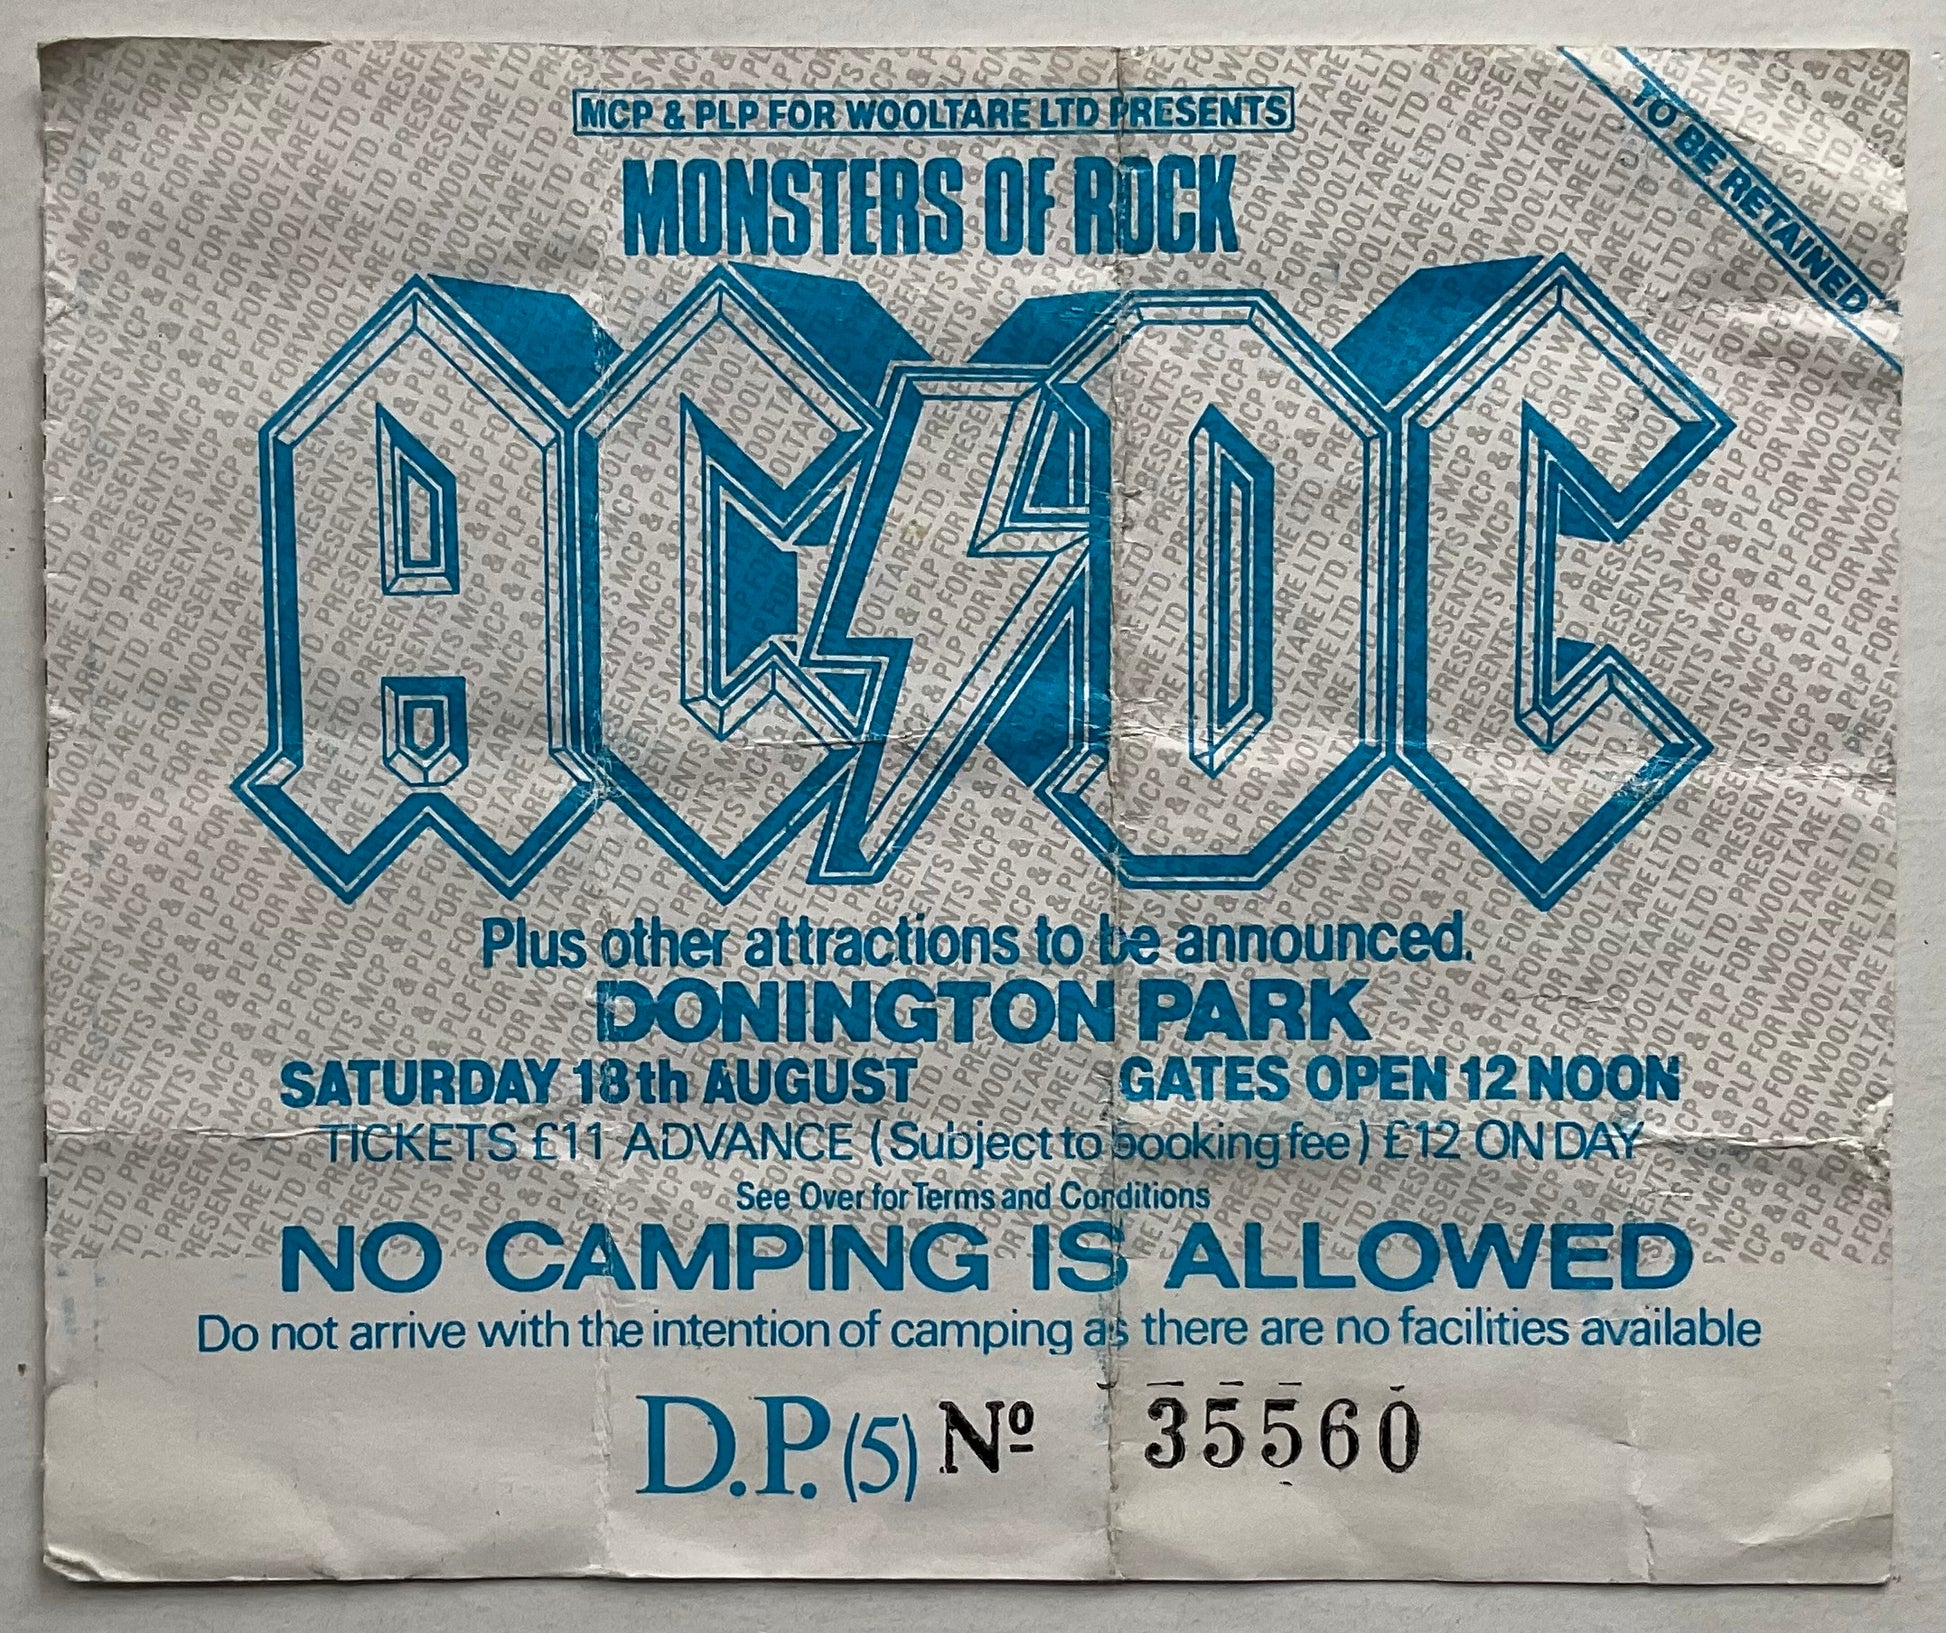 MCP & PLP FOR WOOLTARE LTD PRESENTS
TO BE RETAINED
MONSTERS OF ROCK
AC⚡DC
Plus other attractions to be announced.
DONINGTON PARK
SATURDAY 18th AUGUST GATES OPEN 12 NOON
TICKETS £11 ADVANCE (Subject to booking fee) £12 ON DAY
See Over for Terms and Conditions
NO CAMPING IS ALLOWED
Do not arrive with the intention of camping as there are no facilities available
D.P. (5) Nº 35560